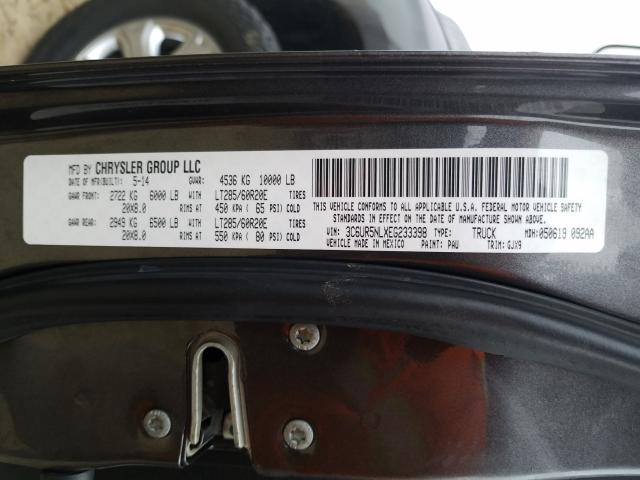 MFD BY CHRYSLER GROUP LLC
DATE OF MFR(BUILT): 5-14 GVWR: 4536 KG 10000 LB
GAWR FRONT: 2722 KG 6000 LB LT285/60R20E TIRES
20X8.0 RIMS AT 450 KPA ( 65 PSI) COLD
GAWR REAR: 2949 KG 6500 LB LT285/60R20E TIRES
20X8.0 RIMS AT 550 KPA ( 80 PSI) COLD
THIS VEHICLE CONFORMS TO ALL APPLICABLE U.S.A. FEDERAL MOTOR VEHICLE SAFETY
STANDARDS IN EFFECT ON THE DATE OF MANUFACTURE SHOWN ABOVE.
VIN: 3C6UR5NLXEG233398 TYPE: TRUCK MDH: 050619 092AA
VEHICLE MADE IN MEXICO PAINT: PAU TRIM: GJX9